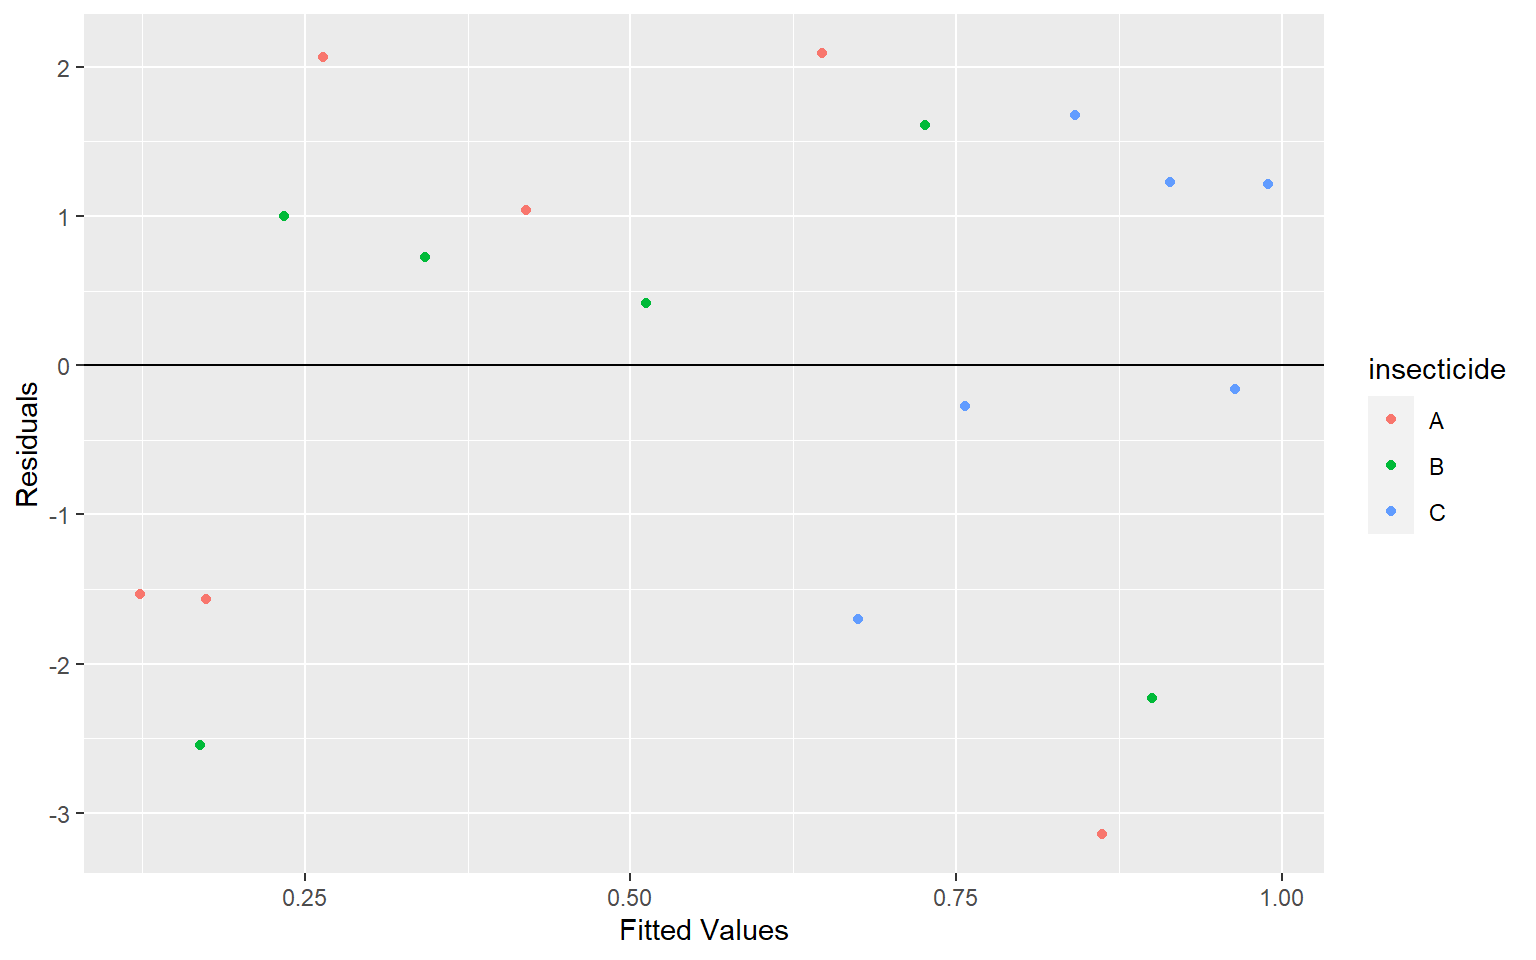 2
1
0
-1
-2
-3
Residuals
0.25 0.50 0.75 1.00
Fitted Values
insecticide
A
B
C